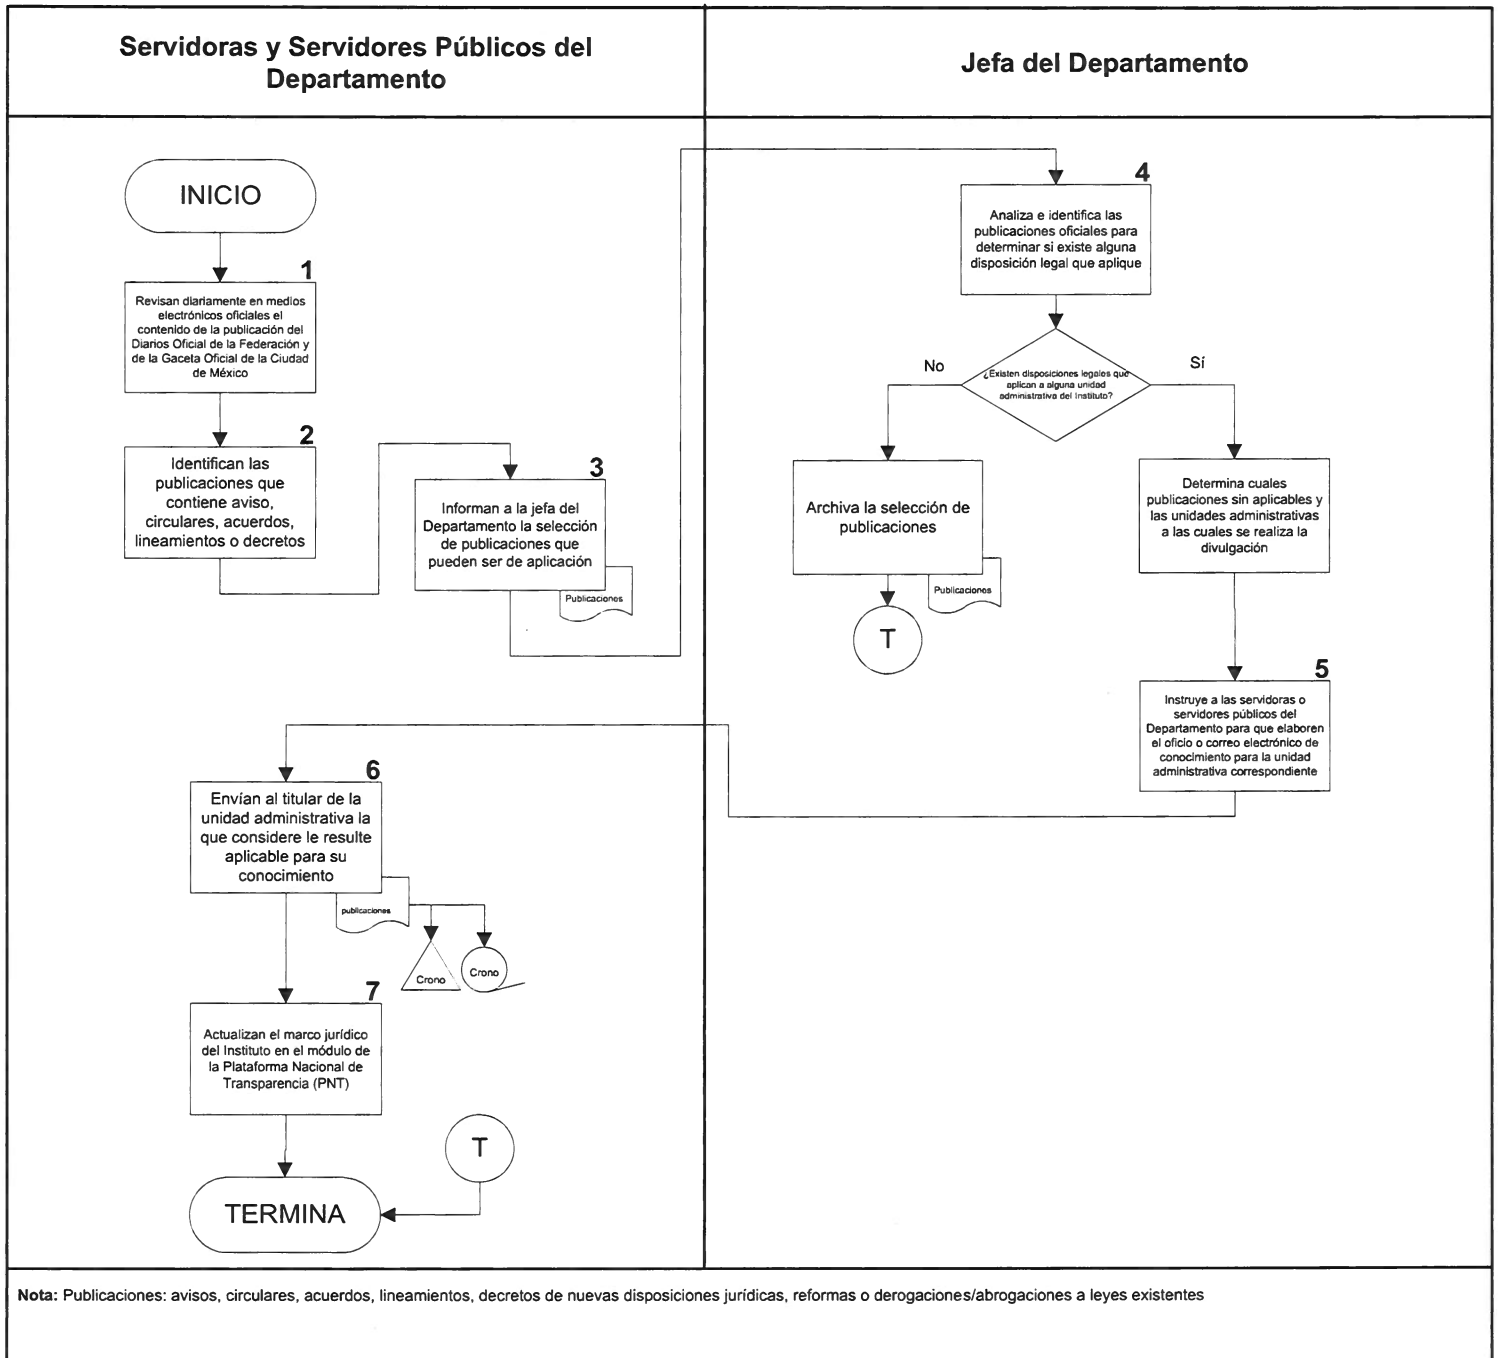 Servidoras y Servidores Públicos del
Departamento
Jefa del Departamento
INICIO
1
Revisan diariamente en medios
electrónicos oficiales el
contenido de la publicación del
Diarios Oficial de la Federación y
de la Gaceta Oficial de la Ciudad
de México
2
Identifican las
publicaciones que
contiene aviso,
circulares, acuerdos,
lineamientos o decretos
3
Informan a la jefa del
Departamento la selección
de publicaciones que
pueden ser de aplicación
Publicaciones
4
Analiza e identifica las
publicaciones oficiales para
determinar si existe alguna
disposición legal que aplique
¿Existen disposiciones legales que
aplican a alguna unidad
administrativa del Instituto?
No
Sí
Archiva la selección de
publicaciones
Publicaciones
T
Determina cuales
publicaciones sin aplicables y
las unidades administrativas
a las cuales se realiza la
divulgación
5
Instruye a las servidoras o
servidores públicos del
Departamento para que elaboren
el oficio o correo electrónico de
conocimiento para la unidad
administrativa correspondiente
6
Envían al titular de la
unidad administrativa la
que considere le resulte
aplicable para su
conocimiento
publicaciones
Crono
Crono
7
Actualizan el marco jurídico
del Instituto en el módulo de
la Plataforma Nacional de
Transparencia (PNT)
T
TERMINA
Nota: Publicaciones: avisos, circulares, acuerdos, lineamientos, decretos de nuevas disposiciones jurídicas, reformas o derogaciones/abrogaciones a leyes existentes